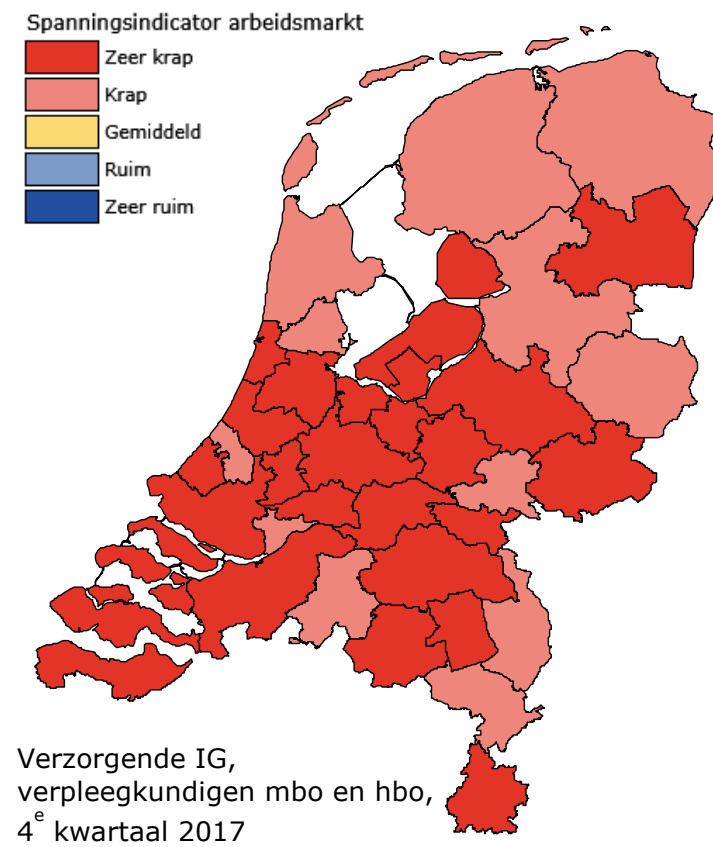 Spanningsindicator arbeidsmarkt
Zeer krap
Krap
Gemiddeld
Ruim
Zeer ruim
Verzorgende IG,
verpleegkundigen mbo en hbo,
4e kwartaal 2017